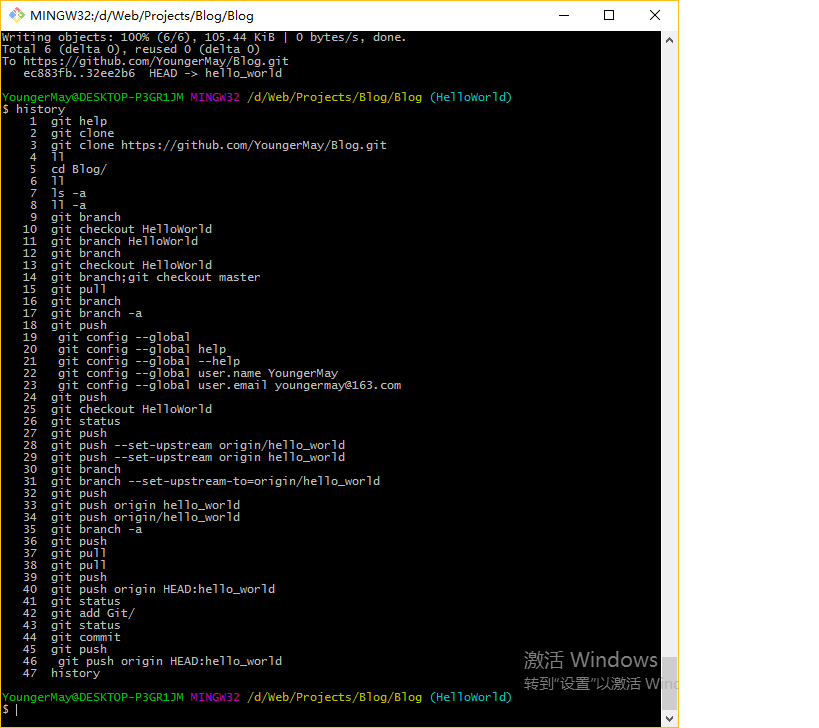 MINGW32:/d/Web/Projects/Blog/Blog
Writing objects: 100% (6/6), 105.44 KiB | 0 bytes/s, done.
Total 6 (delta 0), reused 0 (delta 0)
To https://github.com/YoungerMay/Blog.git
   ec883fb..32ee2b6  HEAD -> hello_world
YoungerMay@DESKTOP-P3GR1JM MINGW32 /d/Web/Projects/Blog/Blog (HelloWorld)
$ history
    1  git help
    2  git clone
    3  git clone https://github.com/YoungerMay/Blog.git
    4  ll
    5  cd Blog/
    6  ll
    7  ls -a
    8  ll -a
    9  git branch
   10  git checkout HelloWorld
   11  git branch HelloWorld
   12  git branch
   13  git checkout HelloWorld
   14  git branch;git checkout master
   15  git pull
   16  git branch
   17  git branch -a
   18  git push
   19   git config --global
   20   git config --global help
   21   git config --global --help
   22   git config --global user.name YoungerMay
   23   git config --global user.email youngermay@163.com
   24  git push
   25  git checkout HelloWorld
   26  git status
   27  git push
   28  git push --set-upstream origin/hello_world
   29  git push --set-upstream origin hello_world
   30  git branch
   31  git branch --set-upstream-to=origin/hello_world
   32  git push
   33  git push origin hello_world
   34  git push origin/hello_world
   35  git branch -a
   36  git push
   37  git pull
   38  git pull
   39  git push
   40  git push origin HEAD:hello_world
   41  git status
   42  git add Git/
   43  git status
   44  git commit
   45  git push
   46   git push origin HEAD:hello_world
   47  history
激活 Windows
转到“设置”以激活 Win
YoungerMay@DESKTOP-P3GR1JM MINGW32 /d/Web/Projects/Blog/Blog (HelloWorld)
$